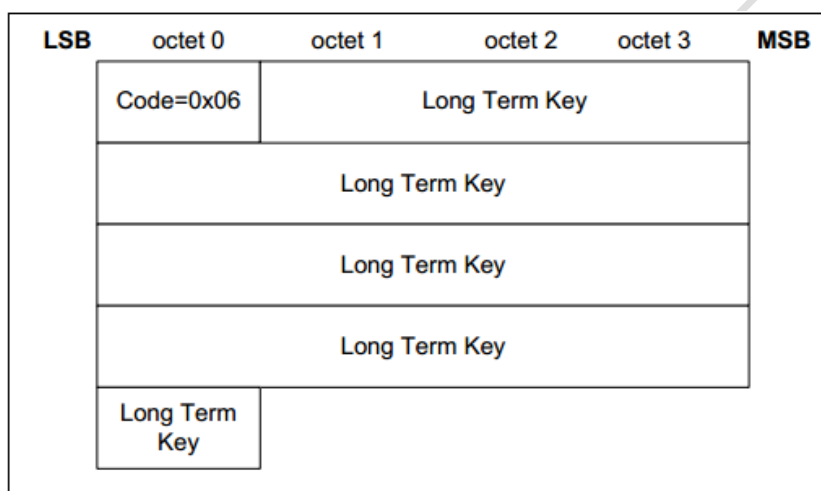 LSB octet 0 octet 1 octet 2 octet 3 MSB
Code=0x06 Long Term Key
Long Term Key
Long Term Key
Long Term Key
Long Term
Key